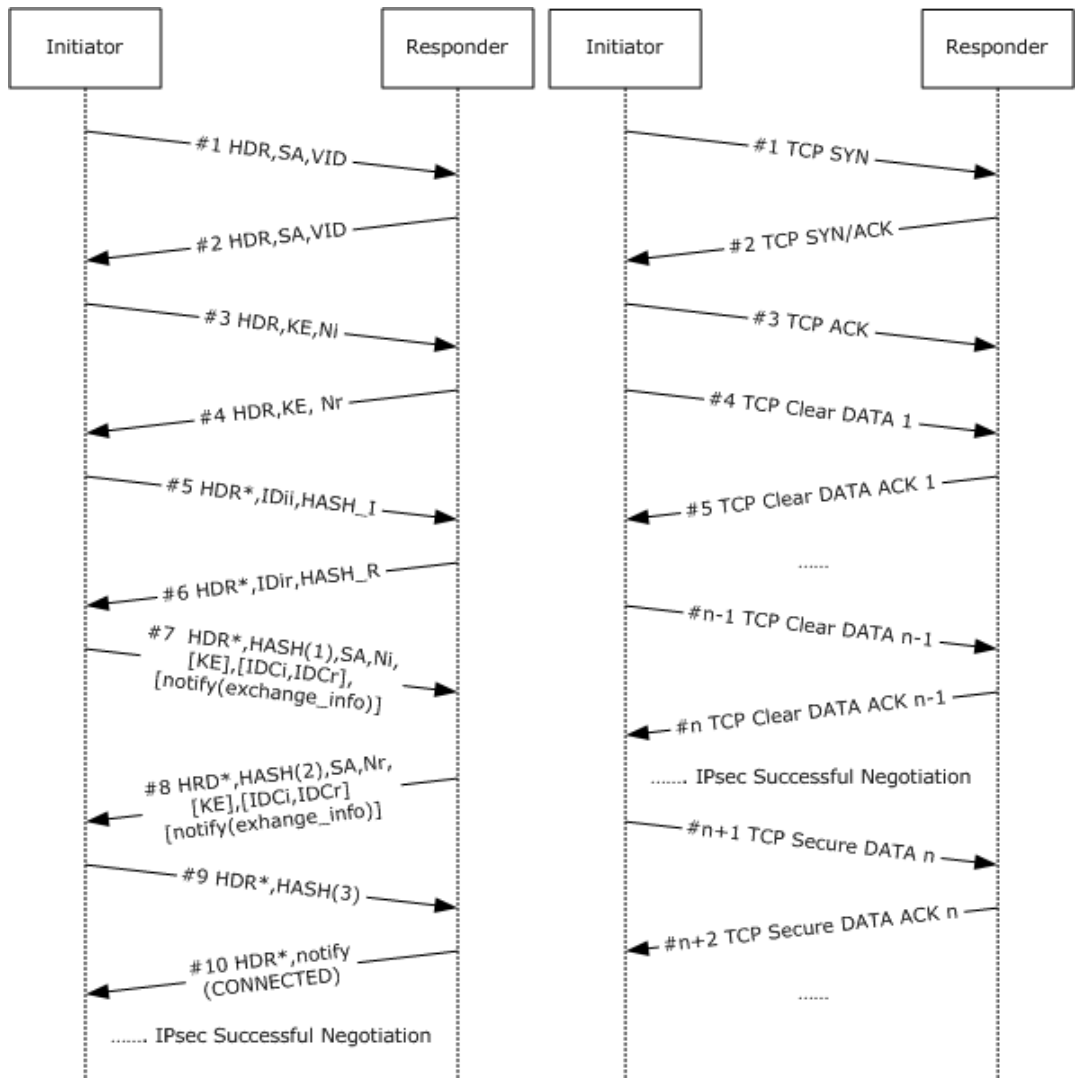 Initiator
Responder
#1 HDR,SA,VID
#2 HDR,SA,VID
#3 HDR,KE,Ni
#4 HDR,KE, Nr
#5 HDR*,IDii,HASH_I
#6 HDR*,IDir,HASH_R
#7 HDR*,HASH(1),SA,Ni,
[KE],[IDCi,IDCr],
[notify(exchange_info)]
#8 HRD*,HASH(2),SA,Nr,
[KE],[IDCi,IDCr]
[notify(exhange_info)]
#9 HDR*,HASH(3)
#10 HDR*,notify
(CONNECTED)
....... IPsec Successful Negotiation
Initiator
Responder
#1 TCP SYN
#2 TCP SYN/ACK
#3 TCP ACK
#4 TCP Clear DATA 1
#5 TCP Clear DATA ACK 1
......
#n-1 TCP Clear DATA n-1
#n TCP Clear DATA ACK n-1
....... IPsec Successful Negotiation
#n+1 TCP Secure DATA n
#n+2 TCP Secure DATA ACK n
......